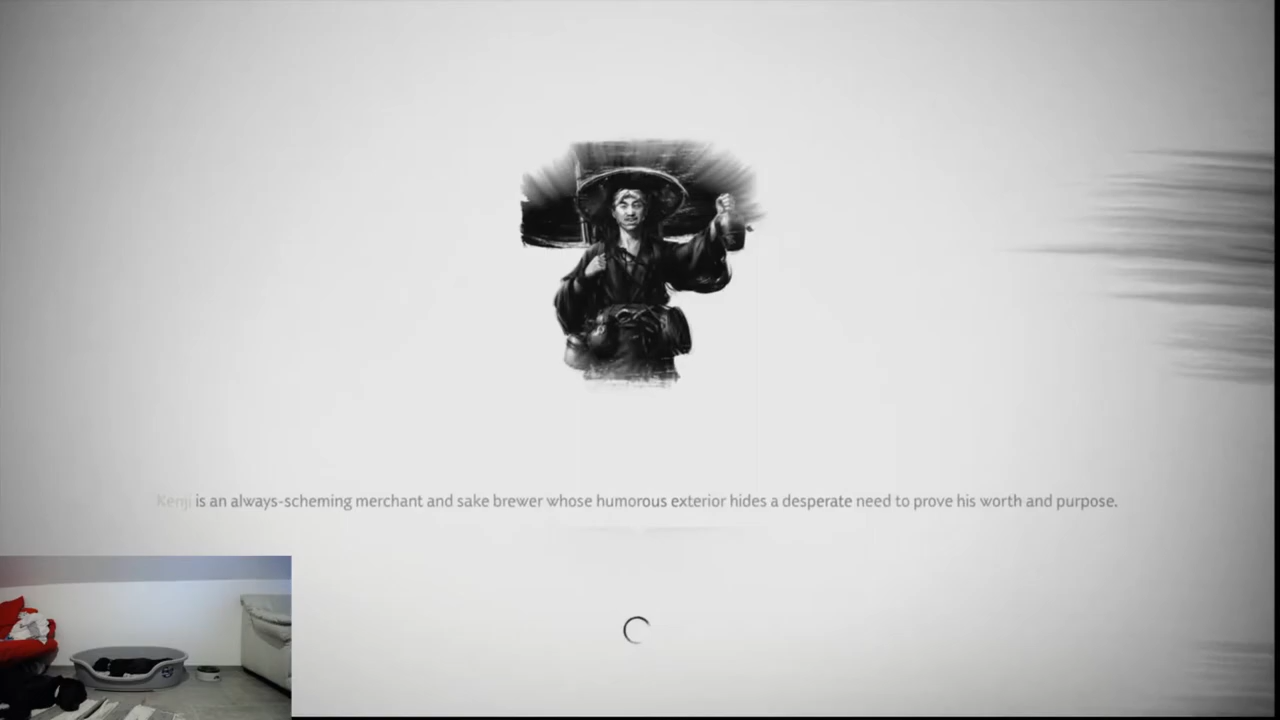 Kenji is an always-scheming merchant and sake brewer whose humorous exterior hides a desperate need to prove his worth and purpose.